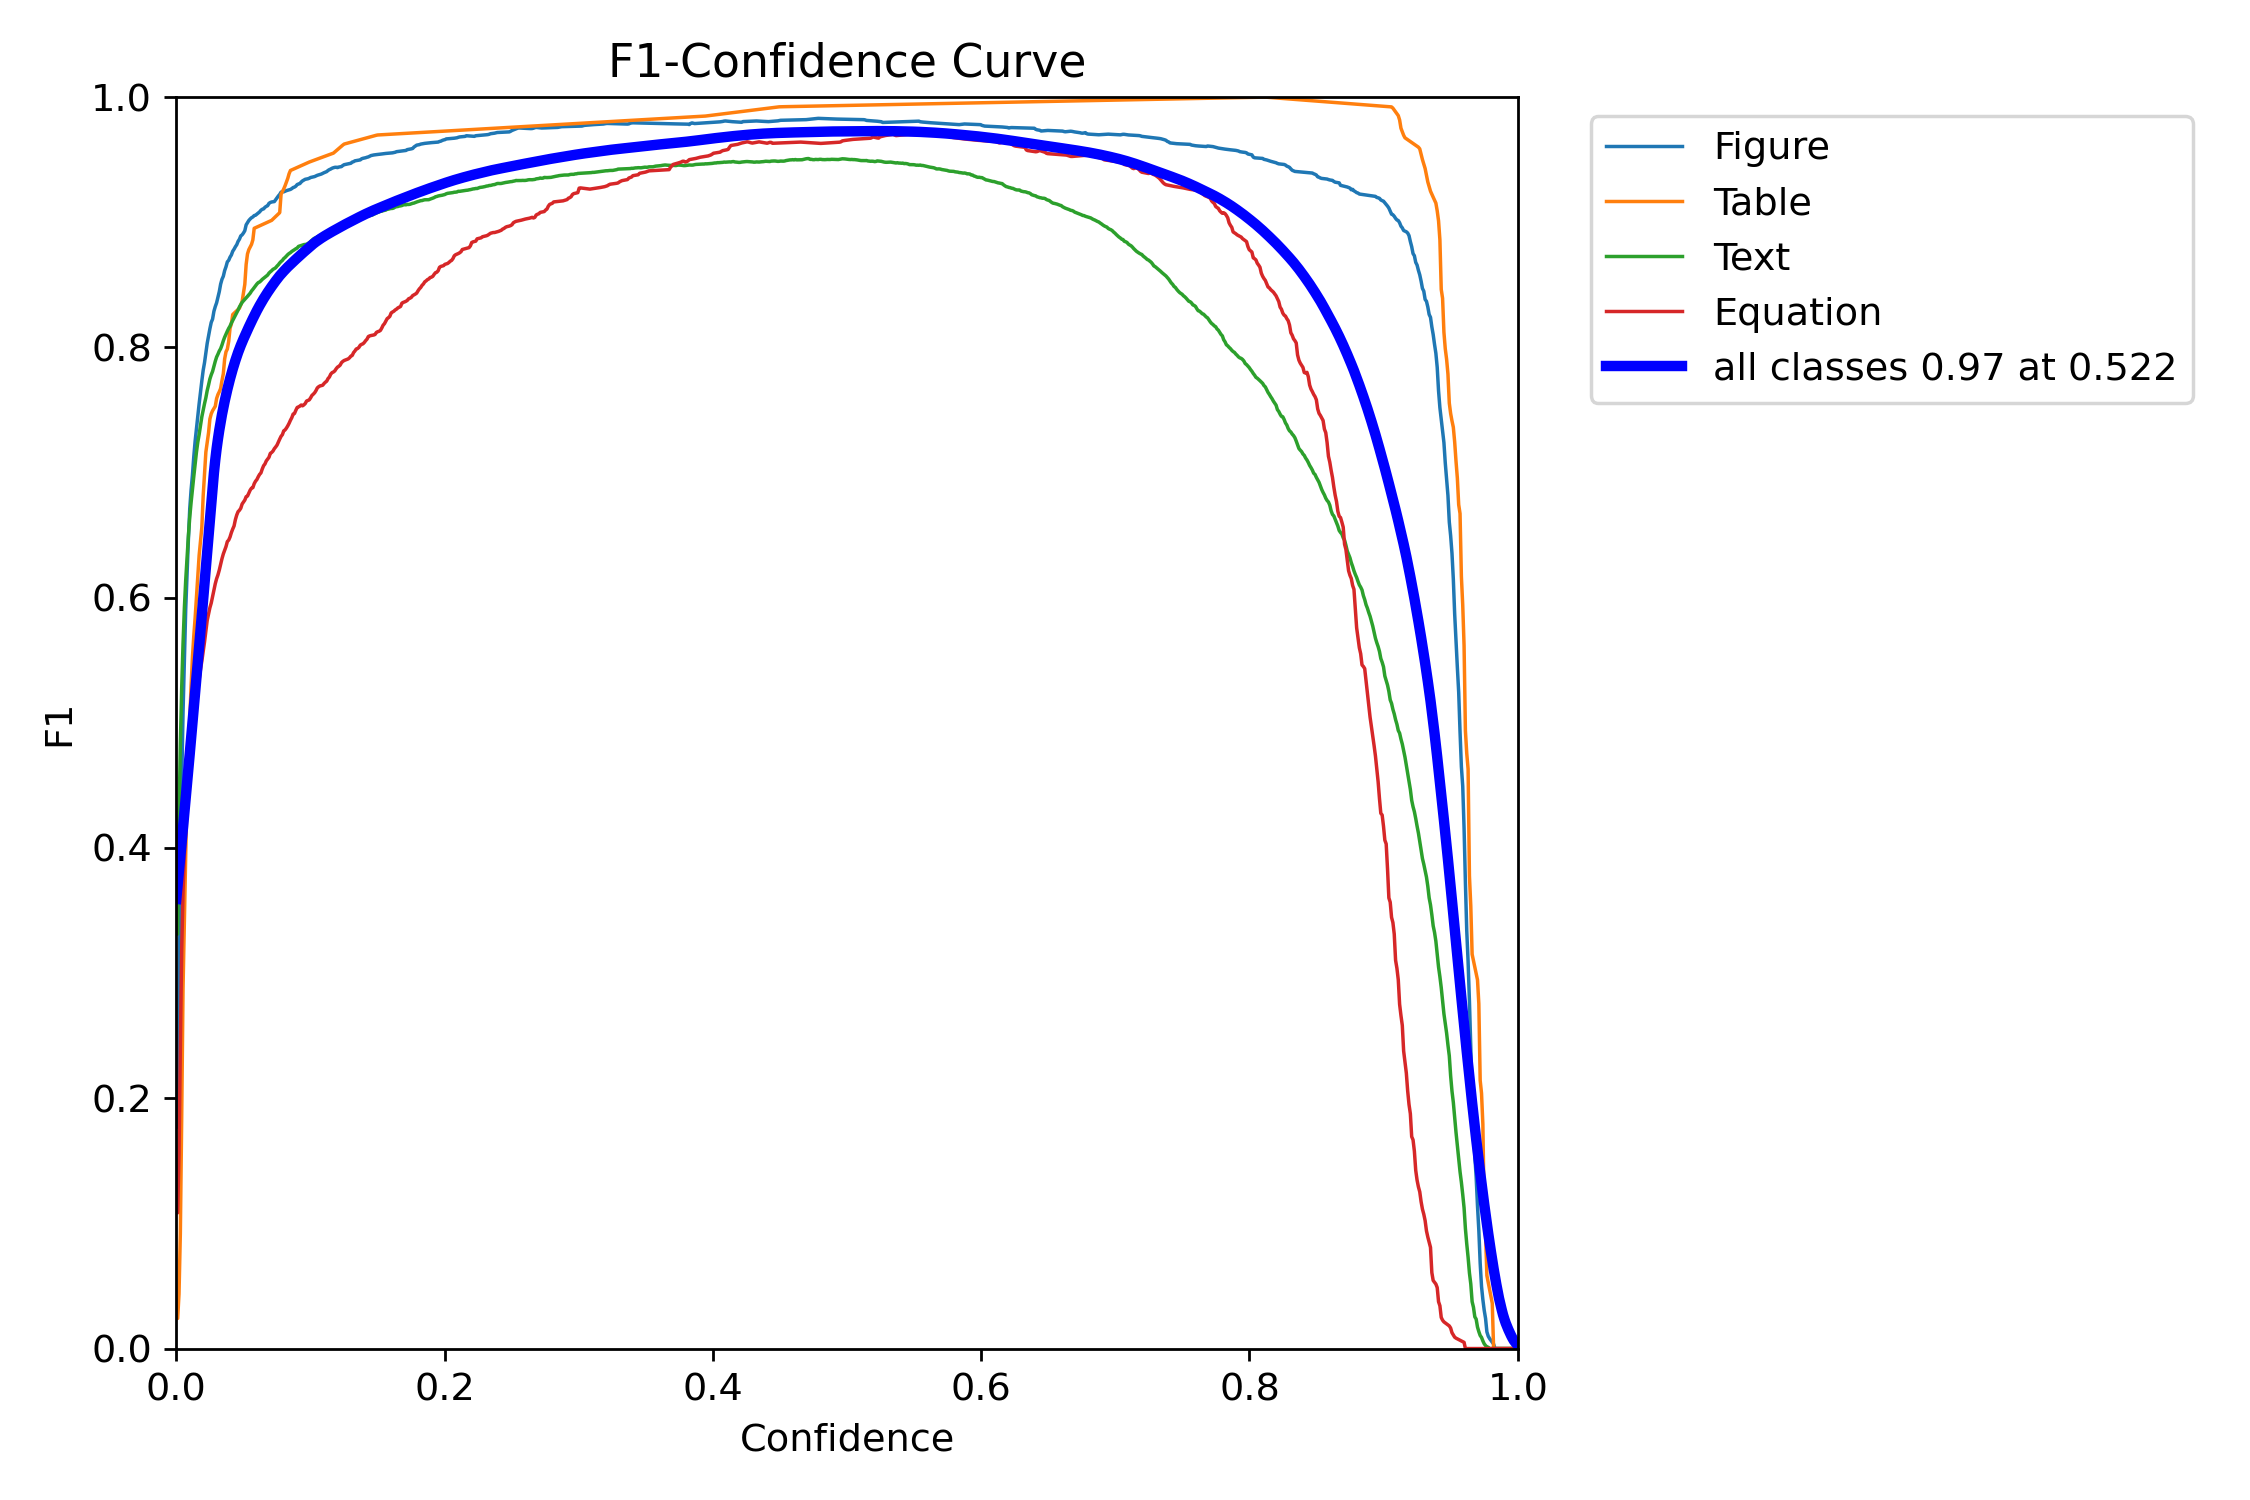 F1-Confidence Curve
1.0
0.8
0.6
0.4
0.2
0.0
F1
0.0 0.2 0.4 0.6 0.8 1.0
Confidence
Figure
Table
Text
Equation
all classes 0.97 at 0.522